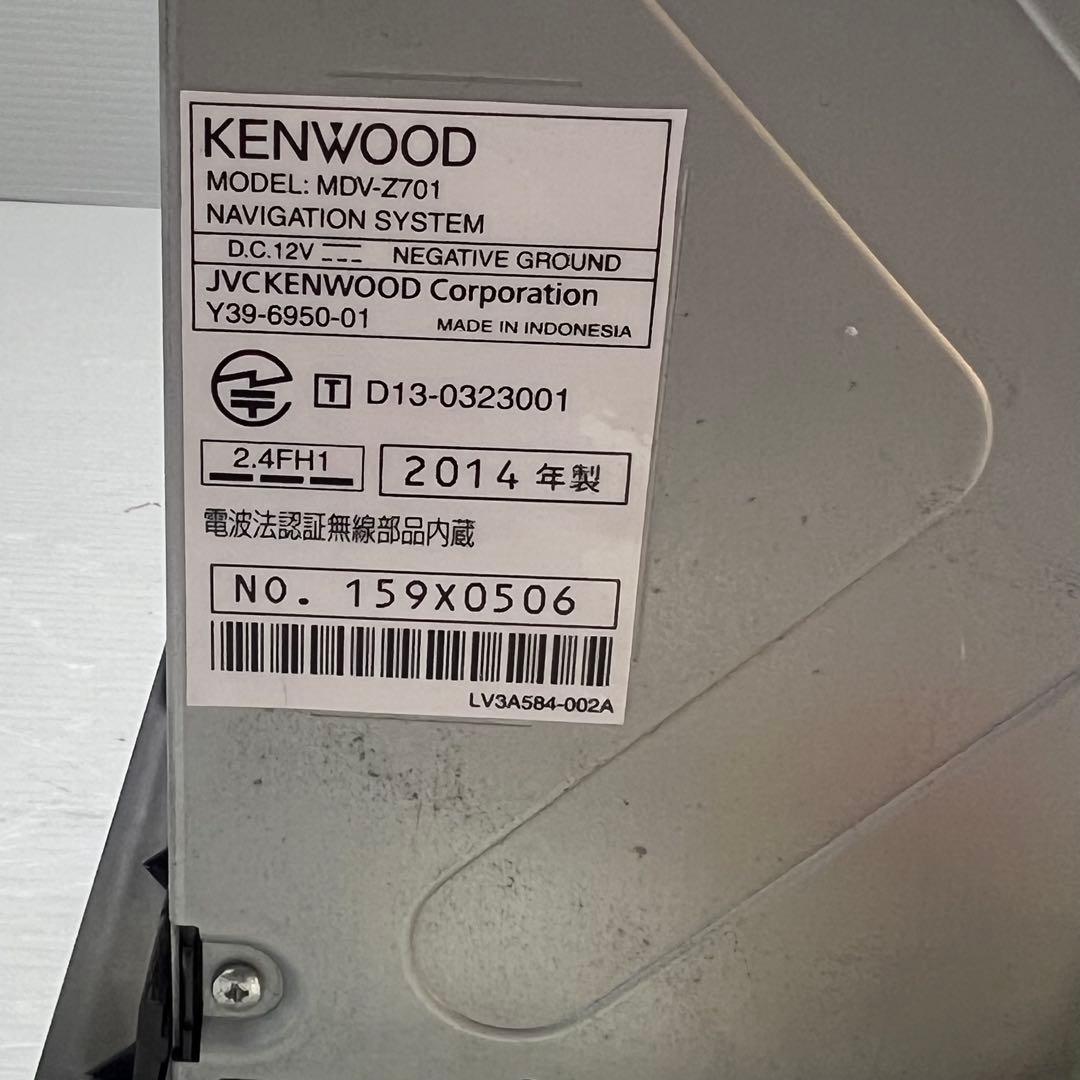 KENWOOD
MODEL: MDV-Z701
NAVIGATION SYSTEM
D.C.12V NEGATIVE GROUND
JVCKENWOOD Corporation
Y39-6950-01 MADE IN INDONESIA
T D13-0323001
2.4FH1 2014 年製
電波法認証無線部品内蔵
NO. 159X0506
LV3A584-002A